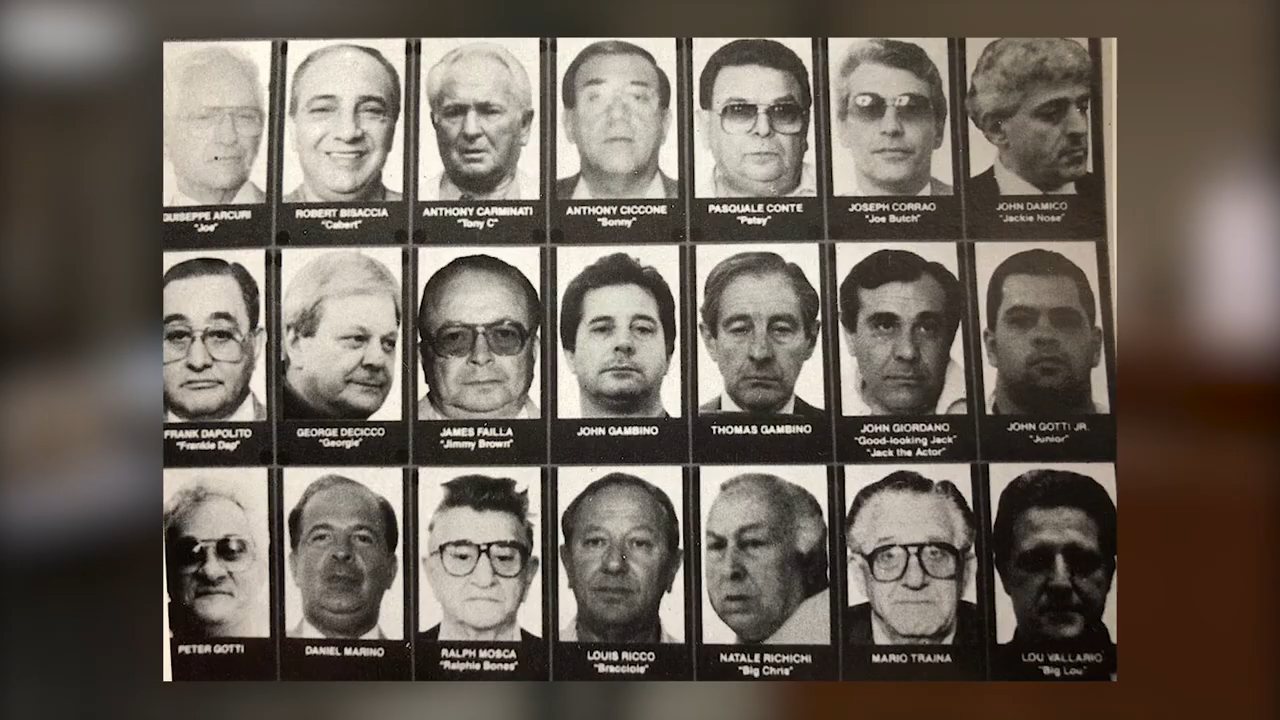 GUISEPPE ARCURI
"Joe"
ROBERT BISACCIA
"Cabert"
ANTHONY CARMINATI
"Tony C"
ANTHONY CICCONE
"Sonny"
PASQUALE CONTE
"Patsy"
JOSEPH CORRAO
"Joe Butch"
JOHN DAMICO
"Jackie Nose"
FRANK DAPOLITO
"Frankie Dap"
GEORGE DECICCO
"Georgie"
JAMES FAILLA
"Jimmy Brown"
JOHN GAMBINO
THOMAS GAMBINO
JOHN GIORDANO
"Good-looking Jack"
"Jack the Actor"
JOHN GOTTI JR.
"Junior"
PETER GOTTI
DANIEL MARINO
RALPH MOSCA
"Ralphie Bones"
LOUIS RICCO
"Bracciole"
NATALE RICHICHI
"Big Chris"
MARIO TRAINA
LOU VALLARIO
"Big Lou"